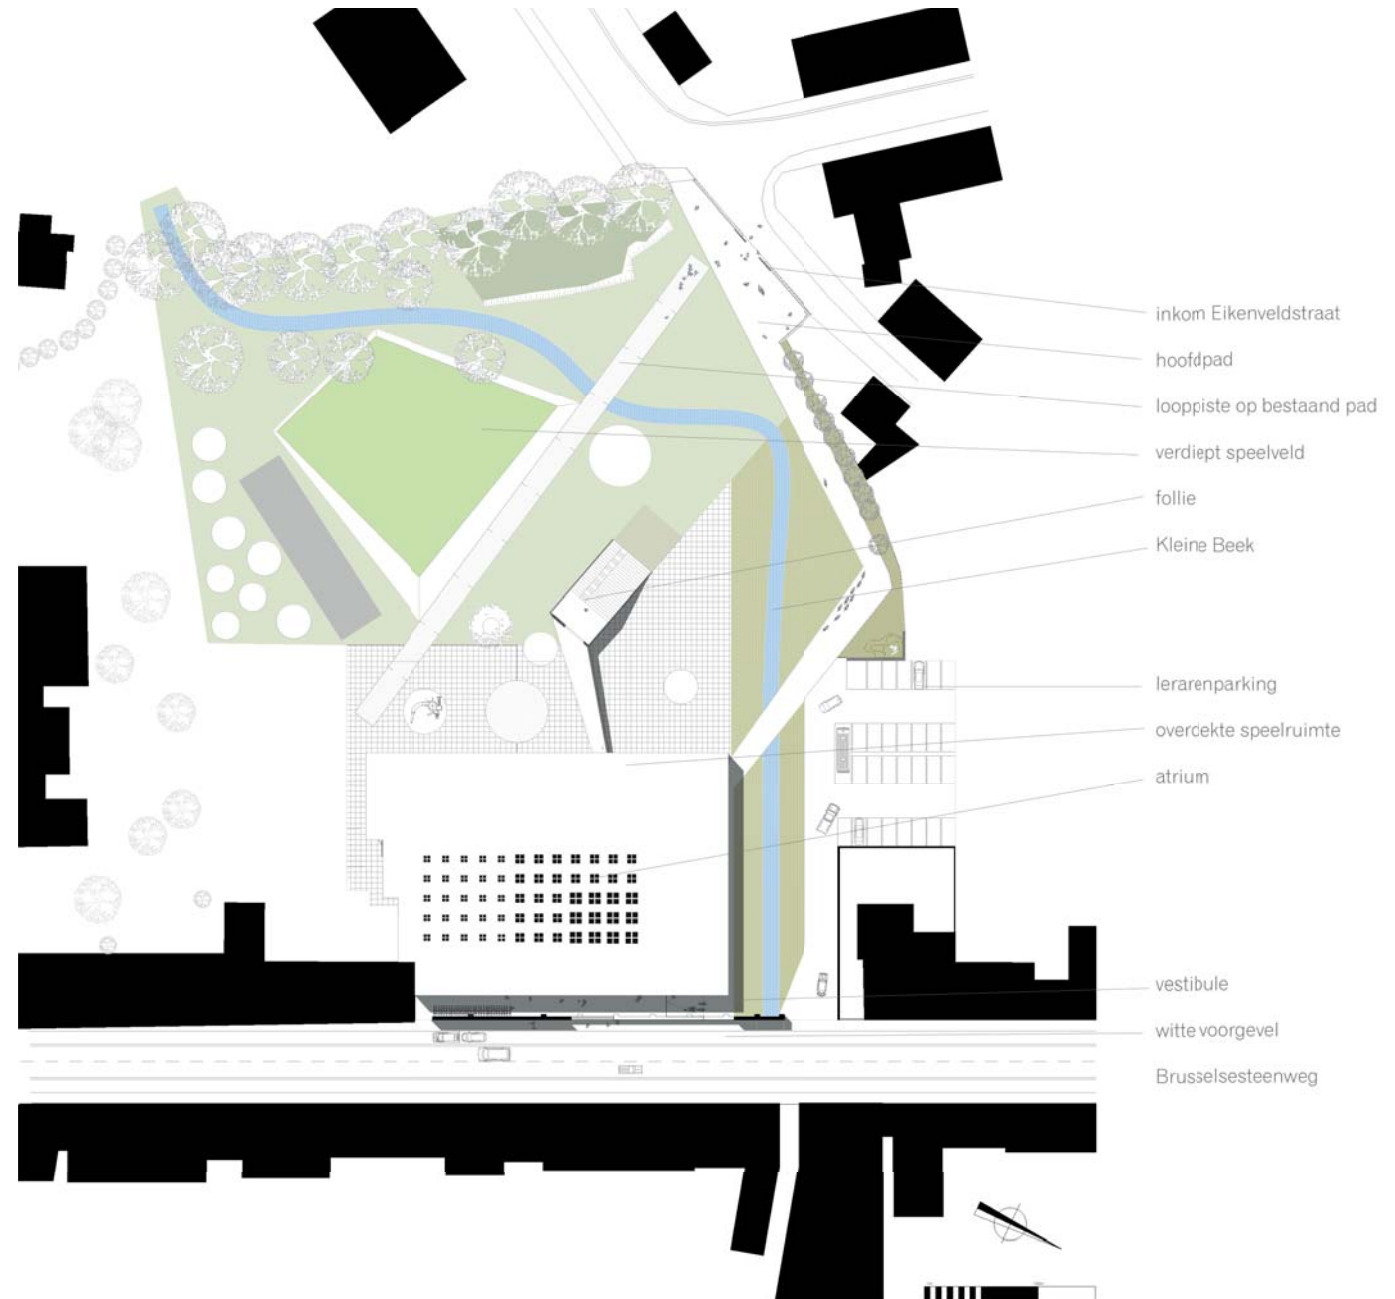 inkom Eikenveldstraat
hoofdpad
looppiste op bestaand pad
verdiept speelveld
follie
Kleine Beek
lerarenparking
overdekte speelruimte
atrium
vestibule
witte voorgevel
Brusselsesteenweg